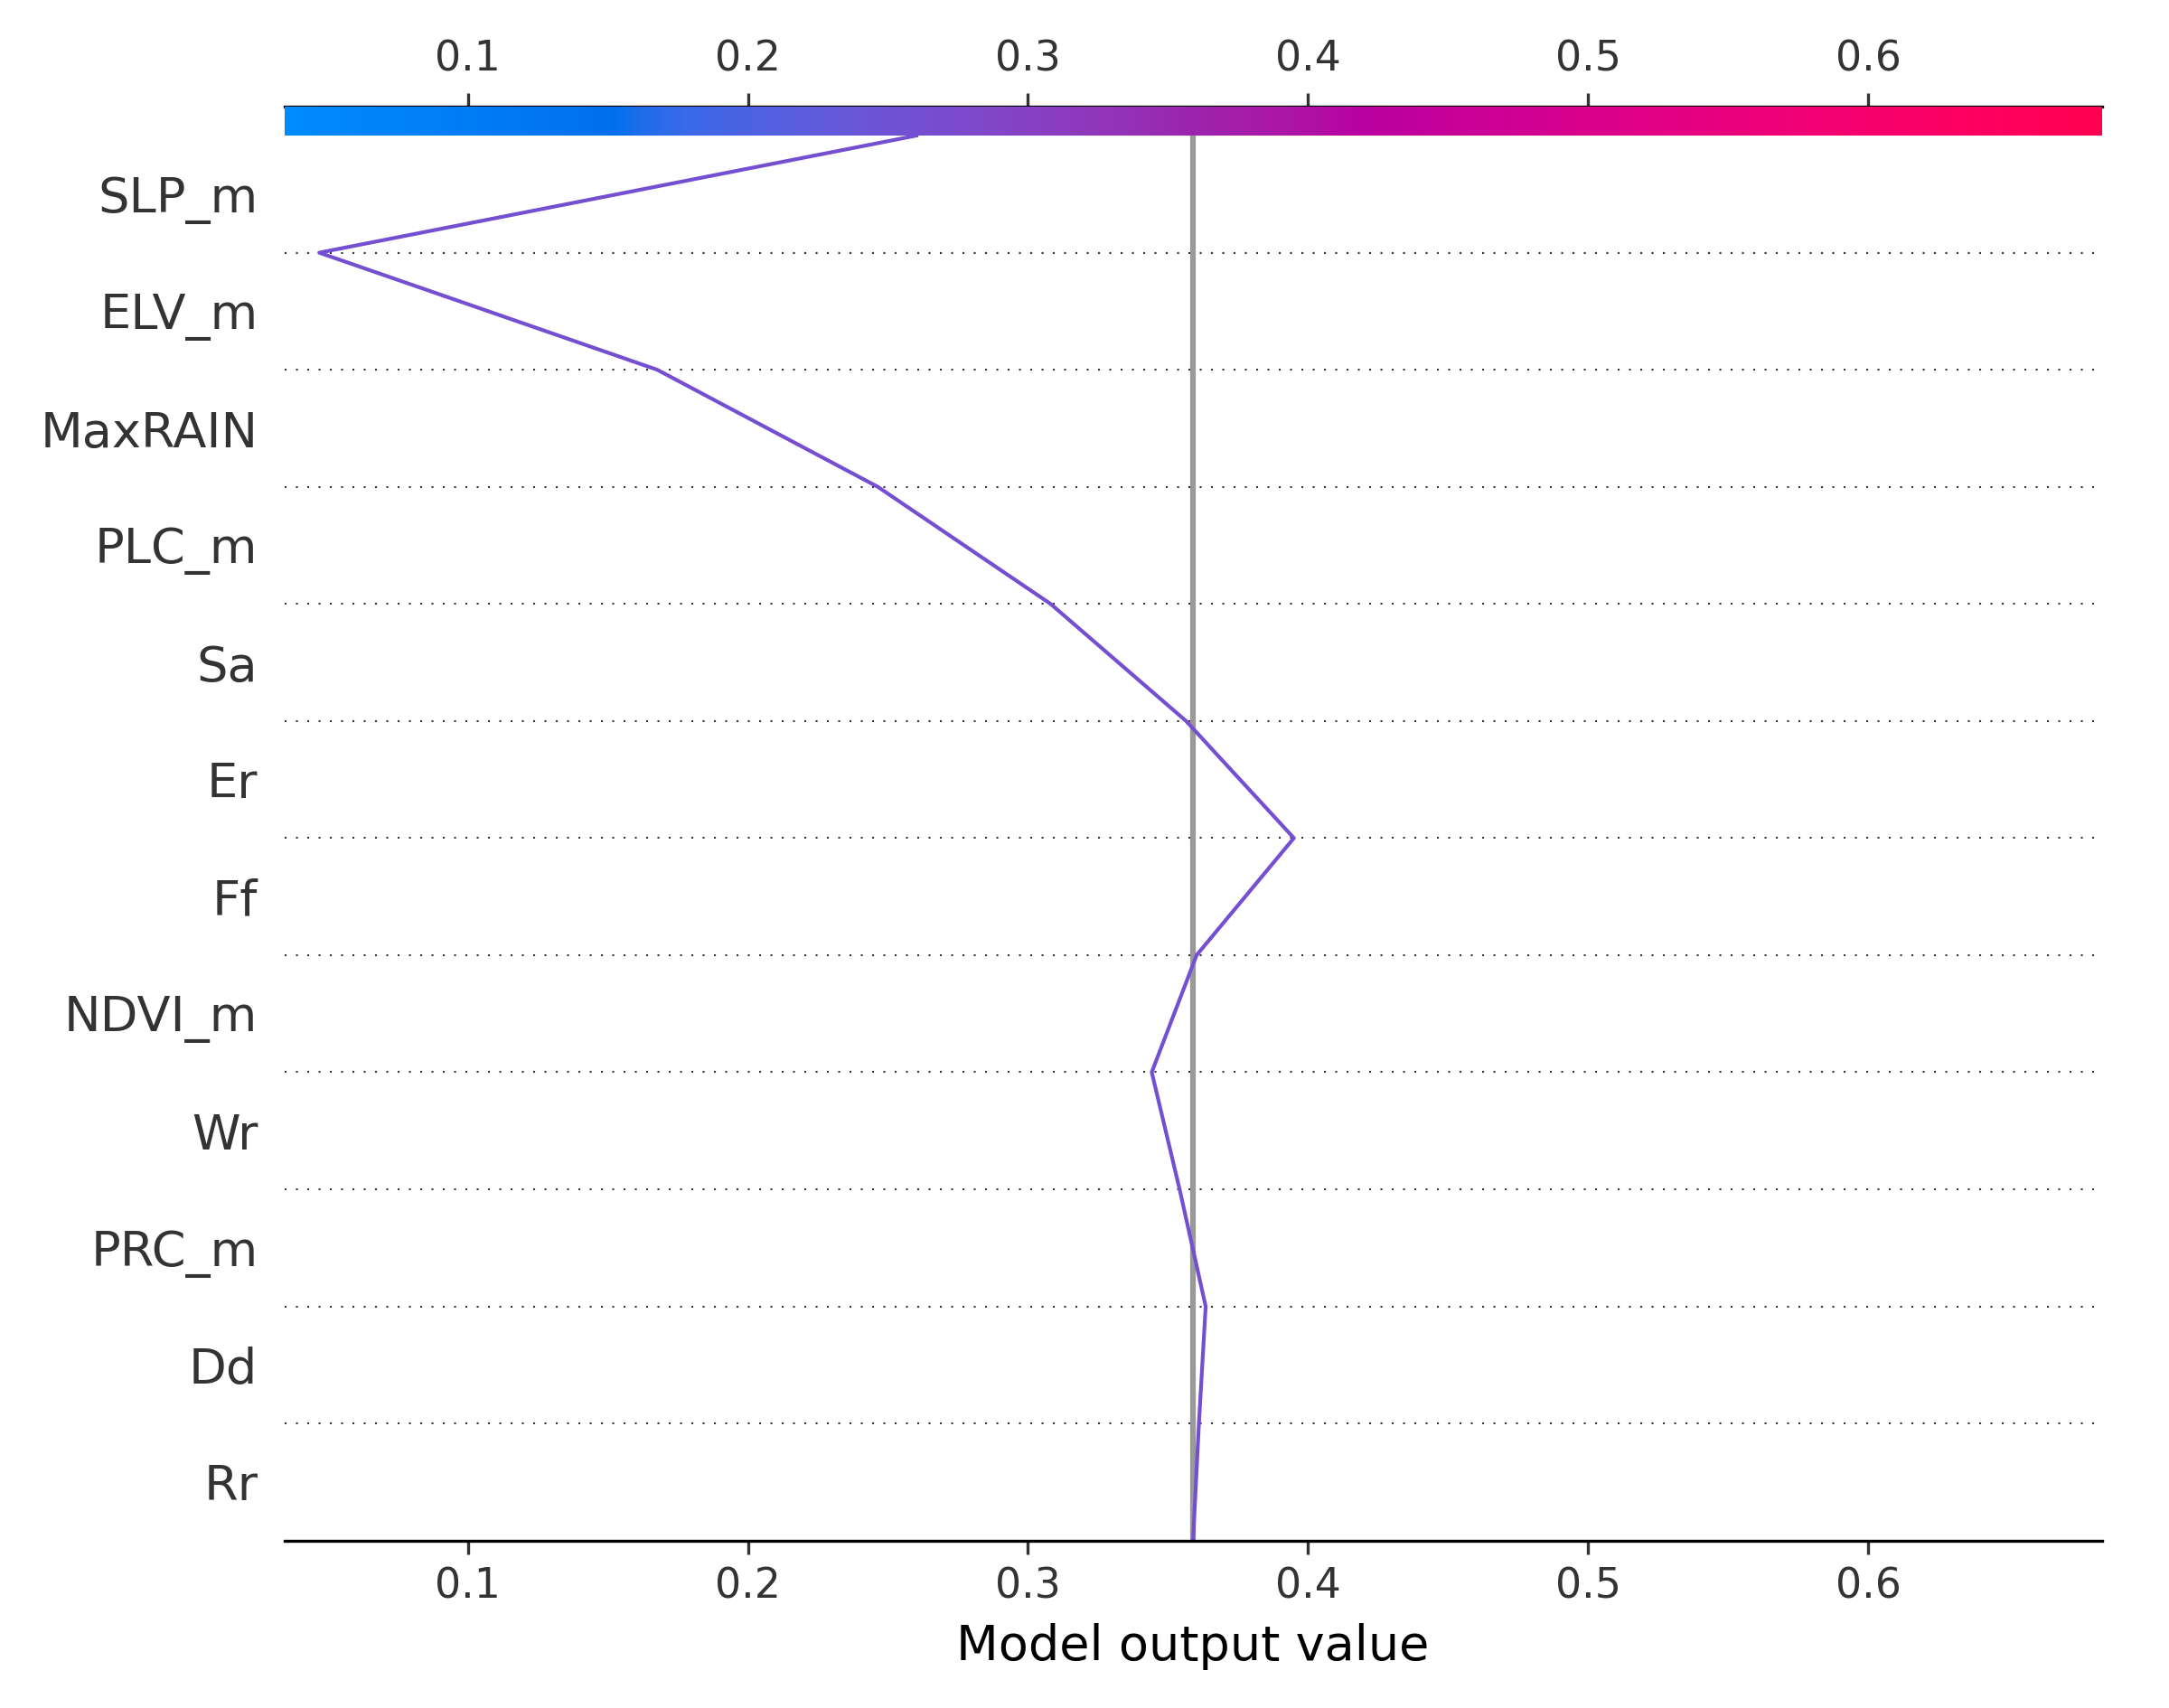 0.1 0.2 0.3 0.4 0.5 0.6
SLP_m
ELV_m
MaxRAIN
PLC_m
Sa
Er
Ff
NDVI_m
Wr
PRC_m
Dd
Rr
0.1 0.2 0.3 0.4 0.5 0.6
Model output value